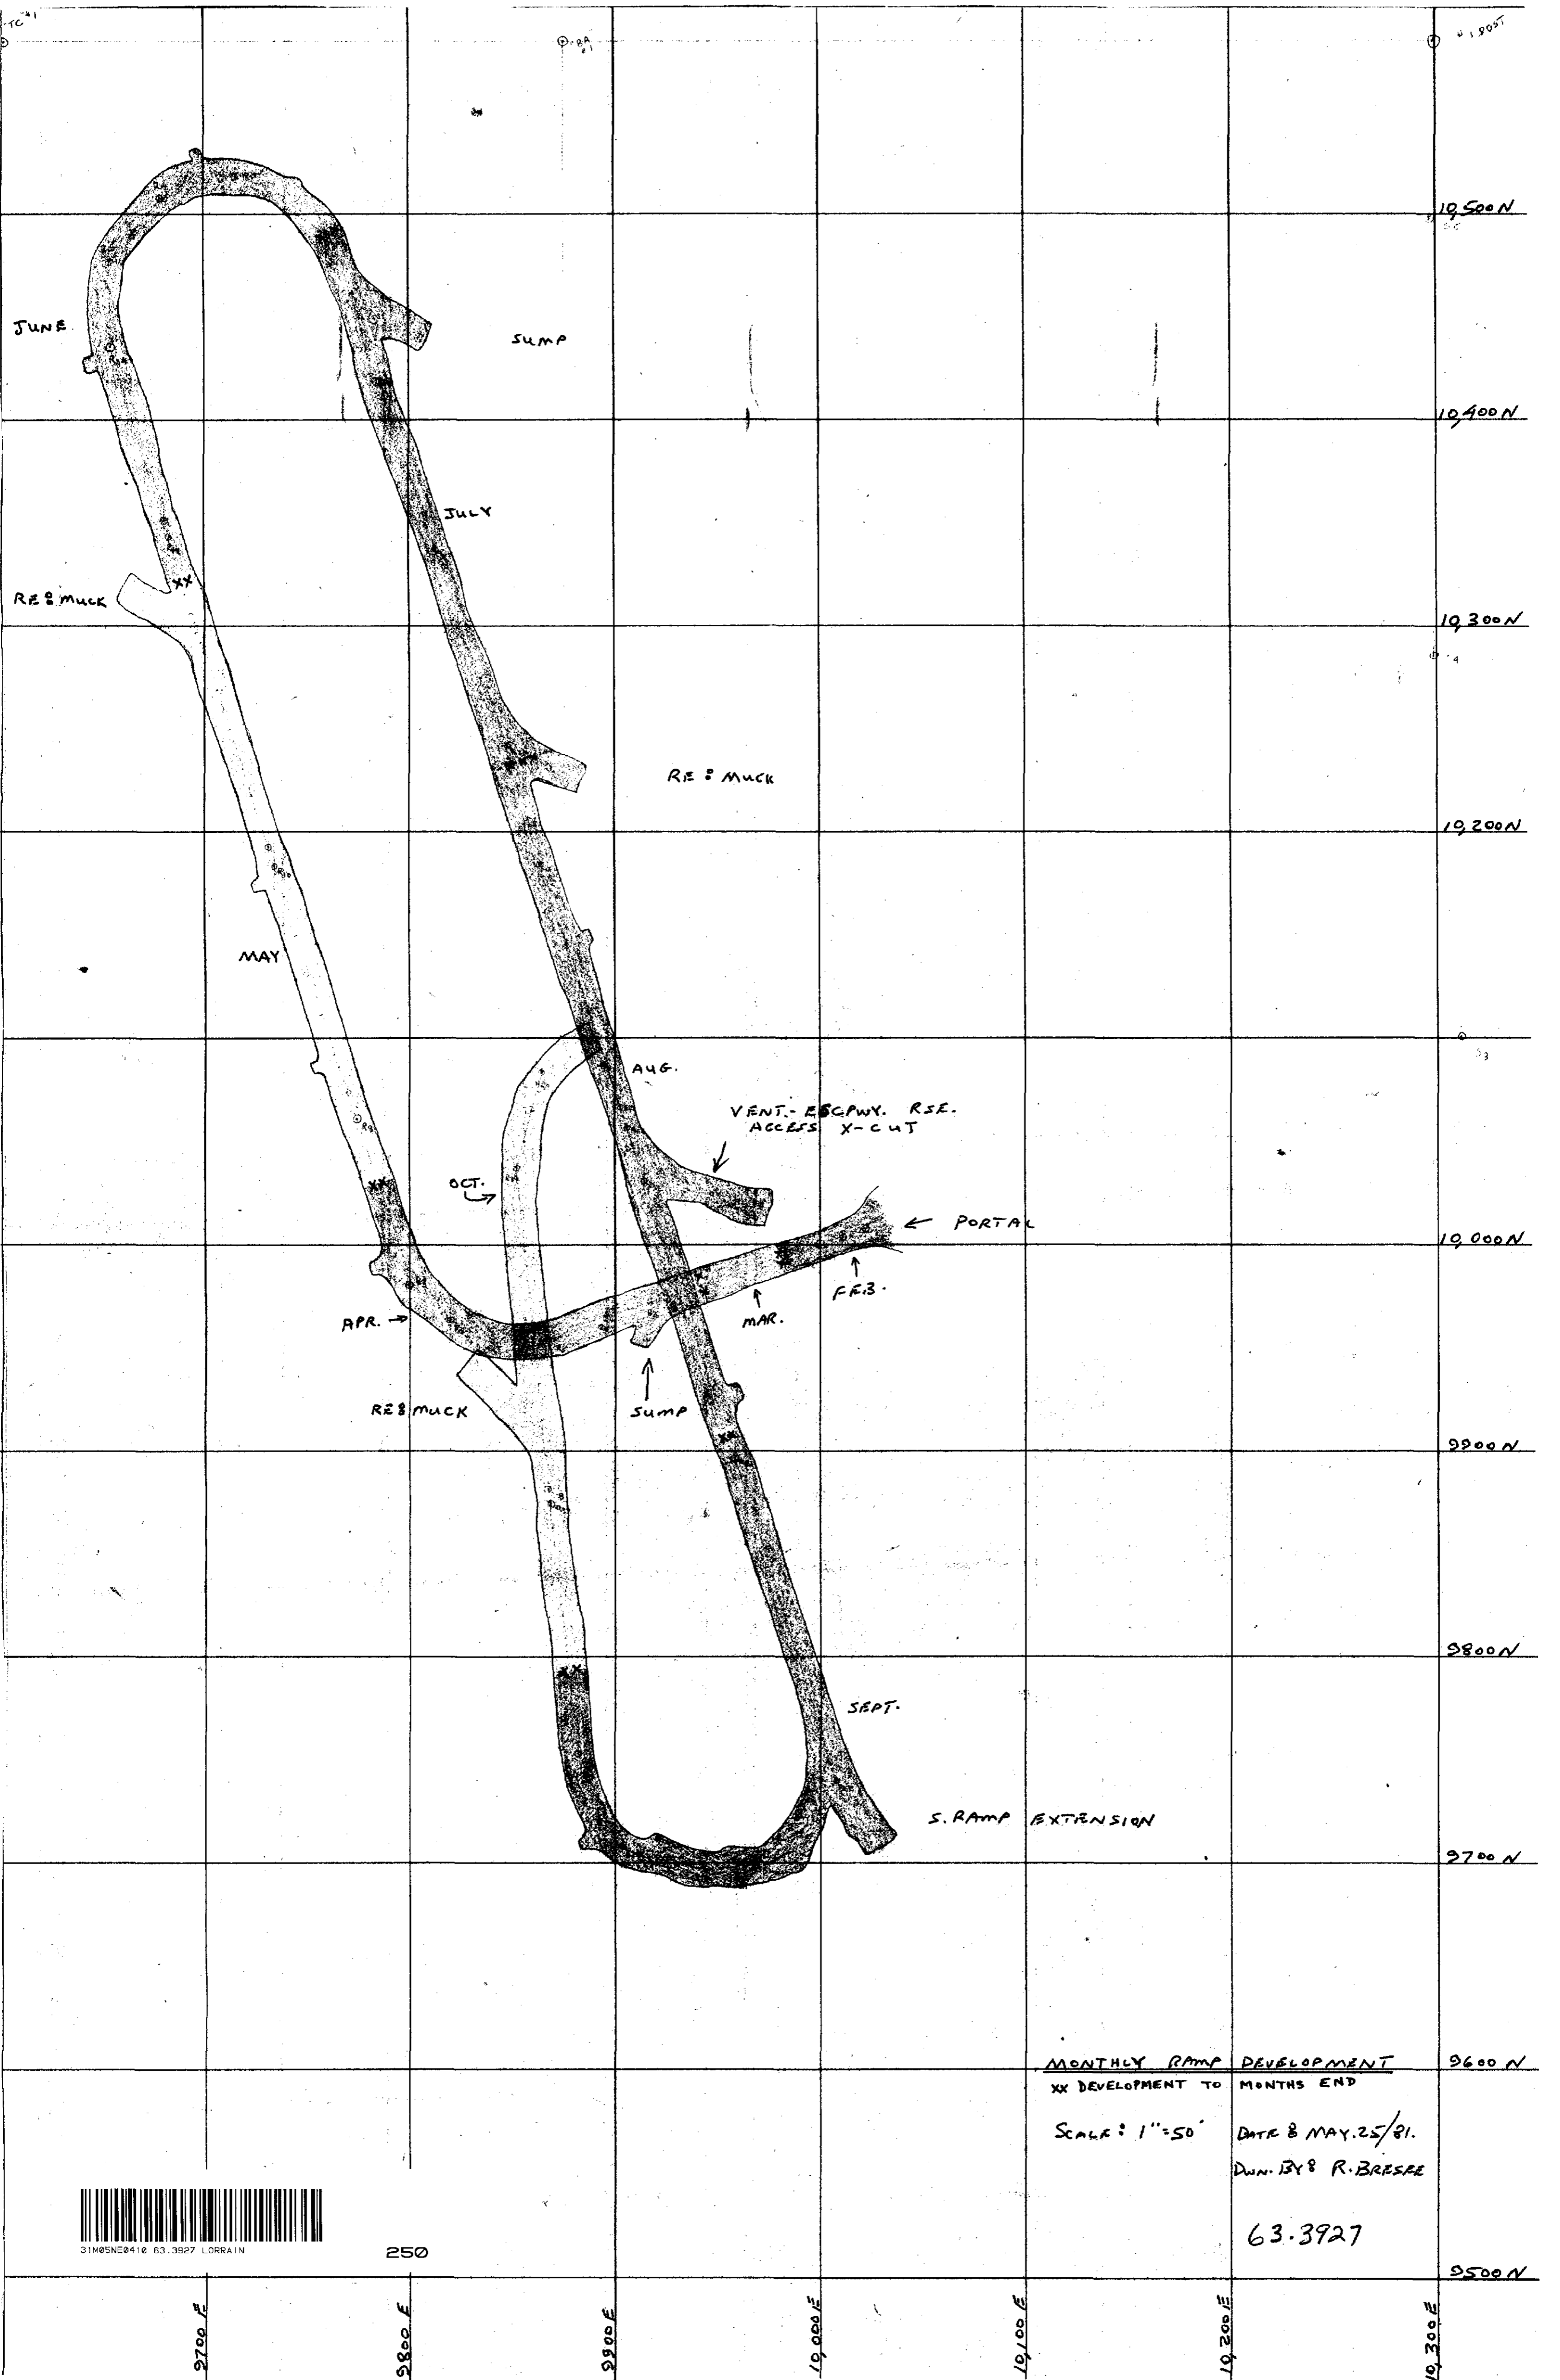 TC #1
#1 POST
10,500 N
JUNE
SUMP
10,400 N
JULY
RE: MUCK
10,300 N
RE: MUCK
10,200 N
MAY
AUG.
VENT.- ESCPWY. RSE.
ACCESS X-CUT
OCT.
PORTAL
10,000 N
FEB.
APR.
MAR.
RE: MUCK
SUMP
9900 N
9800 N
SEPT.
S. RAMP EXTENSION
9700 N
MONTHLY RAMP DEVELOPMENT
9600 N
XX DEVELOPMENT TO MONTHS END
SCALE: 1"=50'
DATE: MAY.25/81.
DWN. BY: R. BRESEE
63.3927
31M05NE0410 63.3927 LORRAIN
250
9500 N
9700 E
9800 E
9900 E
10,000 E
10,100 E
10,200 E
10,300 E